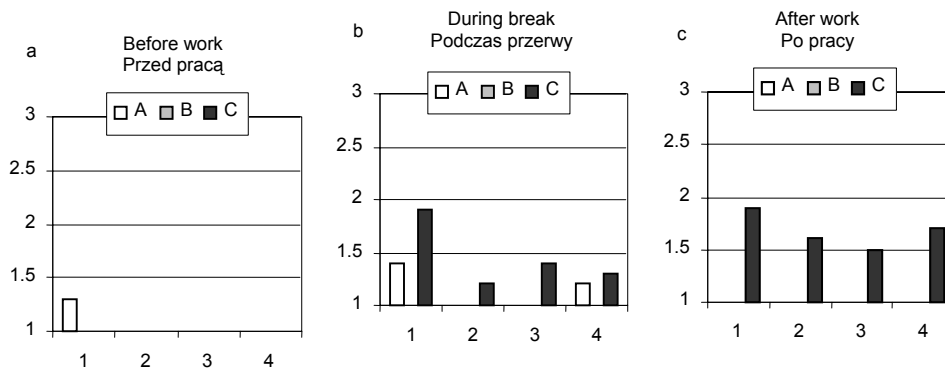 a
Before work
Przed pracą
A B C
3
2.5
2
1.5
1
1 2 3 4
b
During break
Podczas przerwy
A B C
3
2.5
2
1.5
1
1 2 3 4
c
After work
Po pracy
A B C
3
2.5
2
1.5
1
1 2 3 4